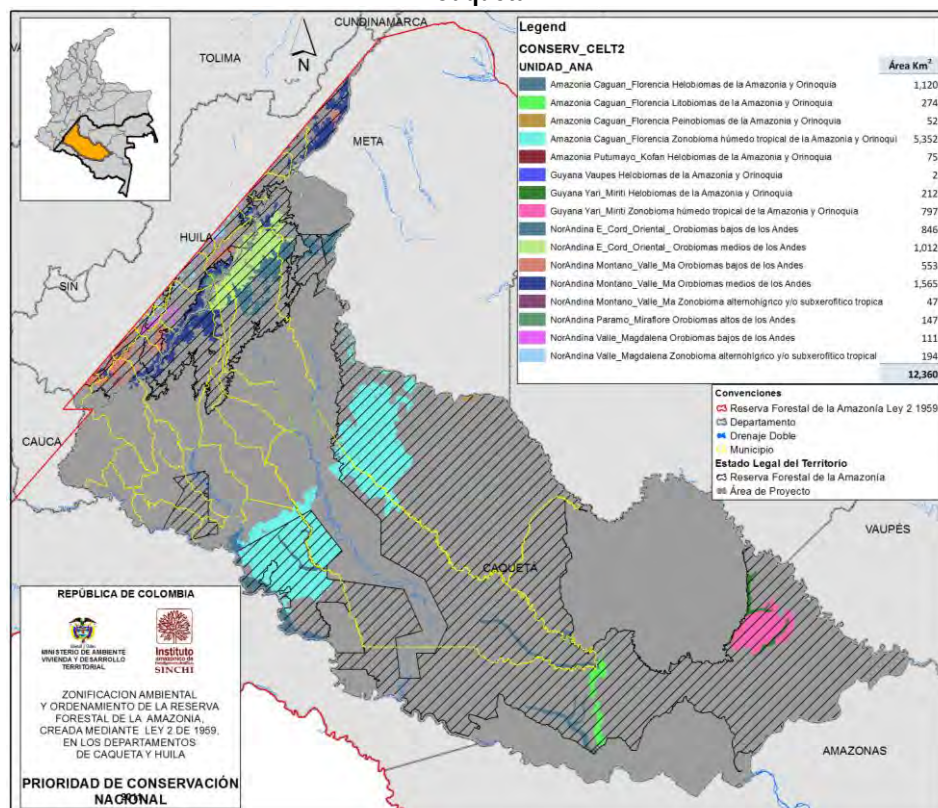 CUNDINAMARCA
TOLIMA
N
META
HUILA
CAUCA
CAQUETÁ
VAUPÉS
AMAZONAS
Legend
CONSERV_CELT2
UNIDAD_ANA Área Km²
Amazonia Caguan_Florencia Helobiomas de la Amazonia y Orinoquia 1,120
Amazonia Caguan_Florencia Litobiomas de la Amazonia y Orinoquia 274
Amazonia Caguan_Florencia Peinobiomas de la Amazonia y Orinoquia 52
Amazonia Caguan_Florencia Zonobioma húmedo tropical de la Amazonia y Orinoqui 5,352
Amazonia Putumayo_Kofan Helobiomas de la Amazonia y Orinoquia 75
Guyana Vaupes Helobiomas de la Amazonia y Orinoquia 2
Guyana Yari_Miriti Helobiomas de la Amazonia y Orinoquia 212
Guyana Yari_Miriti Zonobioma húmedo tropical de la Amazonia y Orinoquia 797
NorAndina E_Cord_Oriental_ Orobiomas bajos de los Andes 846
NorAndina E_Cord_Oriental_ Orobiomas medios de los Andes 1,012
NorAndina Montano_Valle_Ma Orobiomas bajos de los Andes 553
NorAndina Montano_Valle_Ma Orobiomas medios de los Andes 1,565
NorAndina Montano_Valle_Ma Zonobioma alternohígrico y/o subxerofítico tropica 47
NorAndina Paramo_Miraflore Orobiomas altos de los Andes 147
NorAndina Valle_Magdalena Orobiomas bajos de los Andes 111
NorAndina Valle_Magdalena Zonobioma alternohígrico y/o subxerofítico tropical 194
12,360
Convenciones
Reserva Forestal de la Amazonía Ley 2 1959
Departamento
Drenaje Doble
Municipio
Estado Legal del Territorio
Reserva Forestal de la Amazonía
Área de Proyecto
REPÚBLICA DE COLOMBIA
MINISTERIO DE AMBIENTE
VIVIENDA Y DESARROLLO
TERRITORIAL
Instituto
SINCHI
ZONIFICACION AMBIENTAL
Y ORDENAMIENTO DE LA RESERVA
FORESTAL DE LA AMAZONIA,
CREADA MEDIANTE LEY 2 DE 1959,
EN LOS DEPARTAMENTOS
DE CAQUETA Y HUILA
PRIORIDAD DE CONSERVACIÓN
NACIONAL